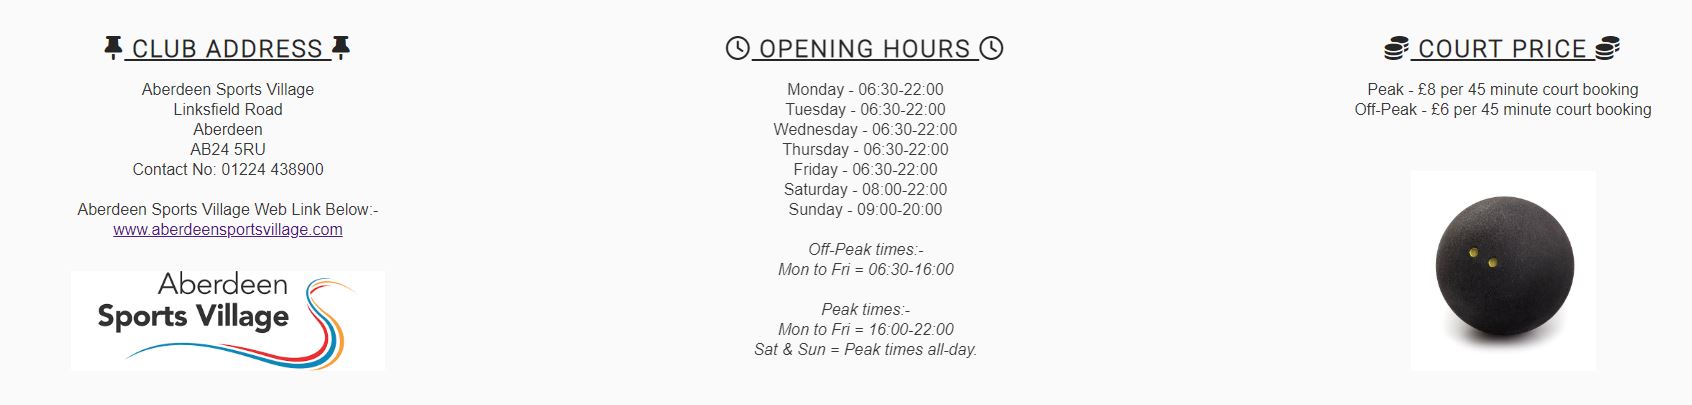 CLUB ADDRESS
Aberdeen Sports Village
Linksfield Road
Aberdeen
AB24 5RU
Contact No: 01224 438900
Aberdeen Sports Village Web Link Below:-
www.aberdeensportsvillage.com
Aberdeen
Sports Village
OPENING HOURS
Monday - 06:30-22:00
Tuesday - 06:30-22:00
Wednesday - 06:30-22:00
Thursday - 06:30-22:00
Friday - 06:30-22:00
Saturday - 08:00-22:00
Sunday - 09:00-20:00
Off-Peak times:-
Mon to Fri = 06:30-16:00
Peak times:-
Mon to Fri = 16:00-22:00
Sat & Sun = Peak times all-day.
COURT PRICE
Peak - £8 per 45 minute court booking
Off-Peak - £6 per 45 minute court booking